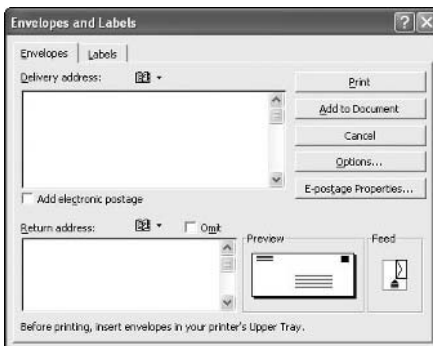 Envelopes and Labels
Envelopes Labels
Delivery address:
Print
Add to Document
Cancel
Options...
E-postage Properties...
Add electronic postage
Return address: Omit
Preview
Feed
Before printing, insert envelopes in your printer's Upper Tray.